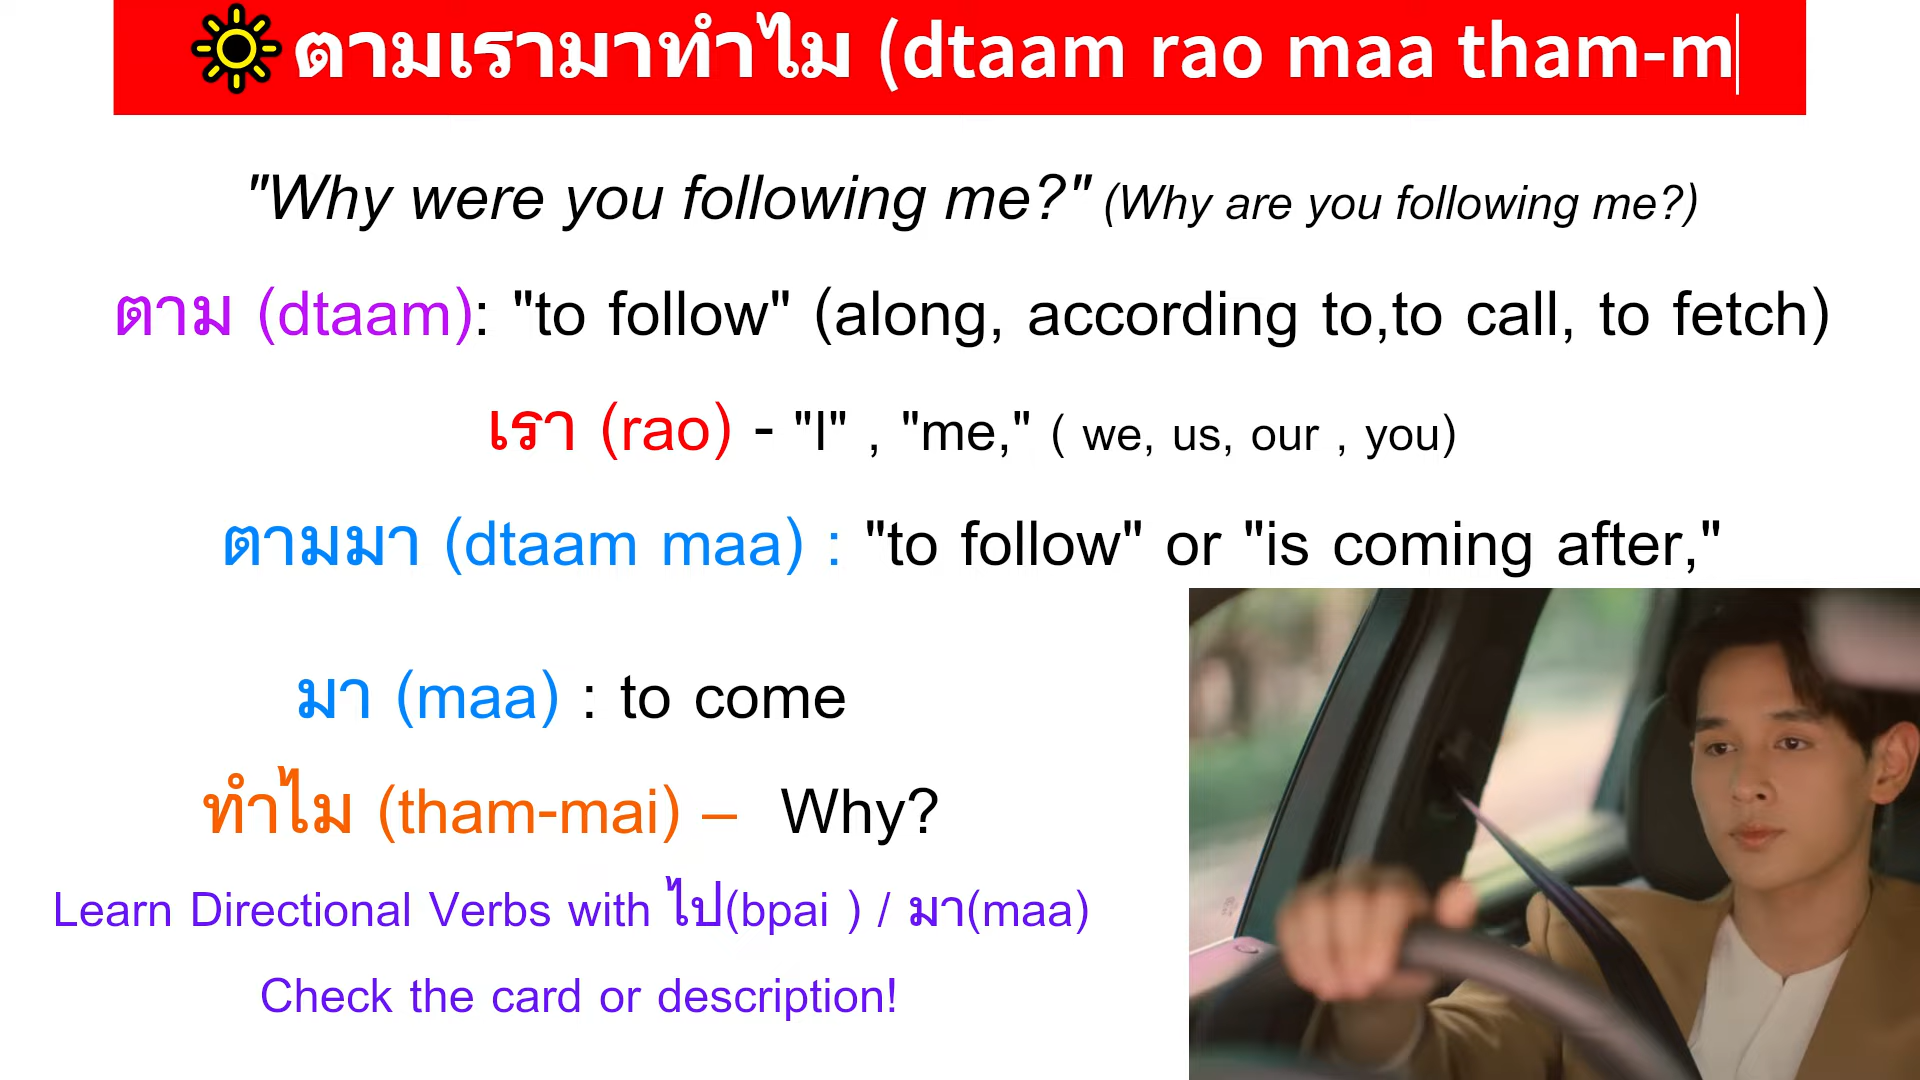 ตามเรามาทำไม (dtaam rao maa tham-m
"Why were you following me?" (Why are you following me?)
ตาม (dtaam): "to follow" (along, according to,to call, to fetch)
เรา (rao) - "I" , "me," ( we, us, our , you)
ตามมา (dtaam maa) : "to follow" or "is coming after,"
มา (maa) : to come
ทำไม (tham-mai) – Why?
Learn Directional Verbs with ไป(bpai ) / มา(maa)
Check the card or description!